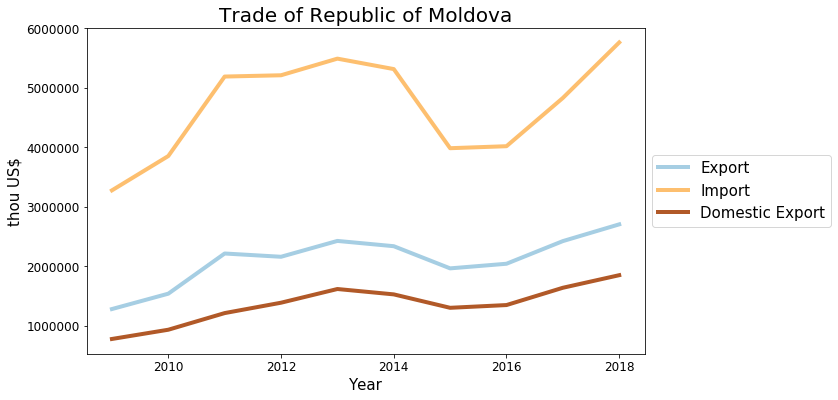 Trade of Republic of Moldova
6000000
5000000
4000000
3000000
2000000
1000000
thou US$
2010
2012
2014
2016
2018
Year
Export
Import
Domestic Export